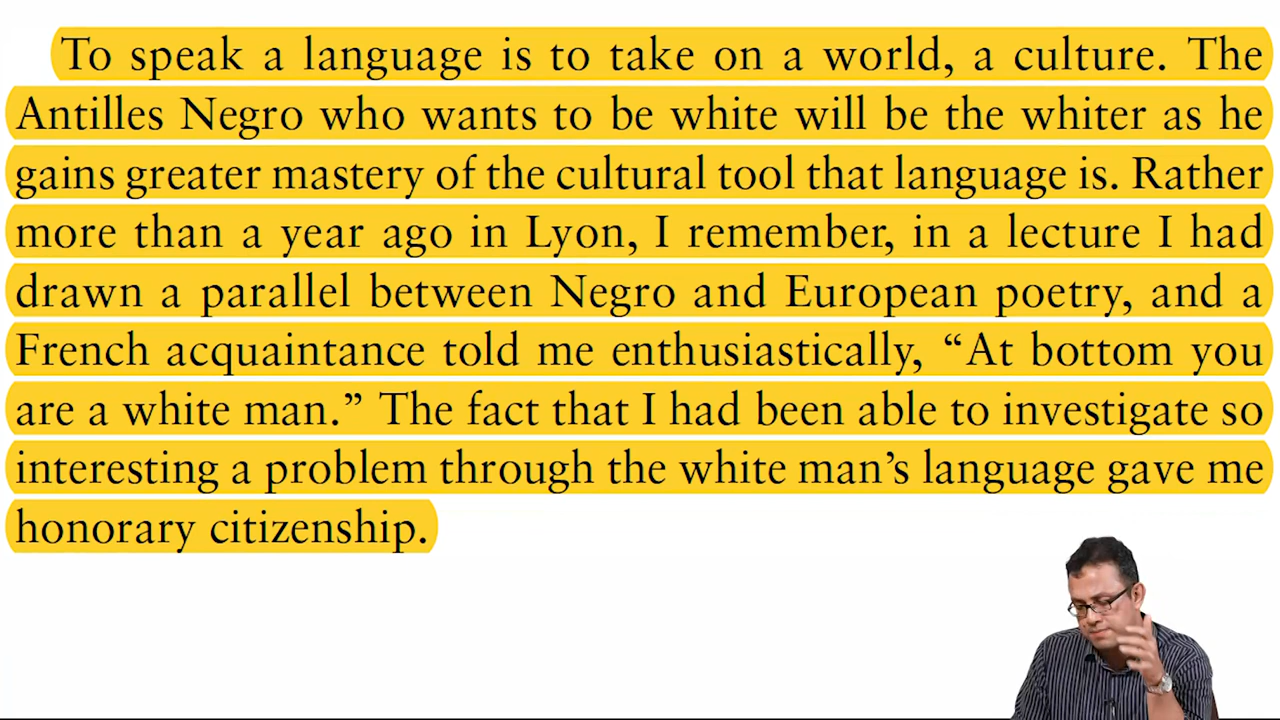 To speak a language is to take on a world, a culture. The
Antilles Negro who wants to be white will be the whiter as he
gains greater mastery of the cultural tool that language is. Rather
more than a year ago in Lyon, I remember, in a lecture I had
drawn a parallel between Negro and European poetry, and a
French acquaintance told me enthusiastically, “At bottom you
are a white man.” The fact that I had been able to investigate so
interesting a problem through the white man’s language gave me
honorary citizenship.